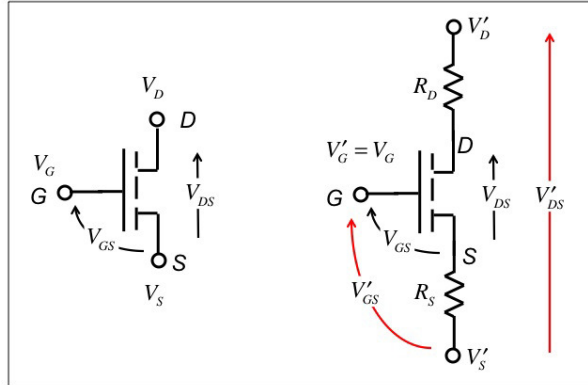 V_D
D
V_G
G
V_DS
V_GS
S
V_S
V′_D
R_D
V′_G = V_G
D
G
V_DS
V′_DS
V_GS
S
V′_GS
R_S
V′_S